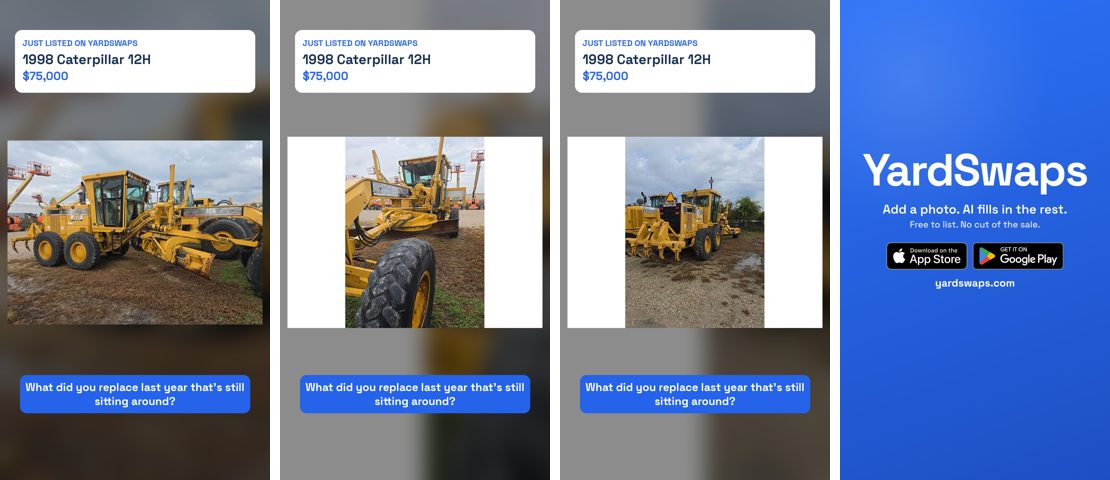 JUST LISTED ON YARDSWAPS
1998 Caterpillar 12H
$75,000
What did you replace last year that's still
sitting around?
JUST LISTED ON YARDSWAPS
1998 Caterpillar 12H
$75,000
What did you replace last year that's still
sitting around?
JUST LISTED ON YARDSWAPS
1998 Caterpillar 12H
$75,000
What did you replace last year that's still
sitting around?
YardSwaps
Add a photo. AI fills in the rest.
Free to list. No cut of the sale.
Download on the
App Store
GET IT ON
Google Play
yardswaps.com